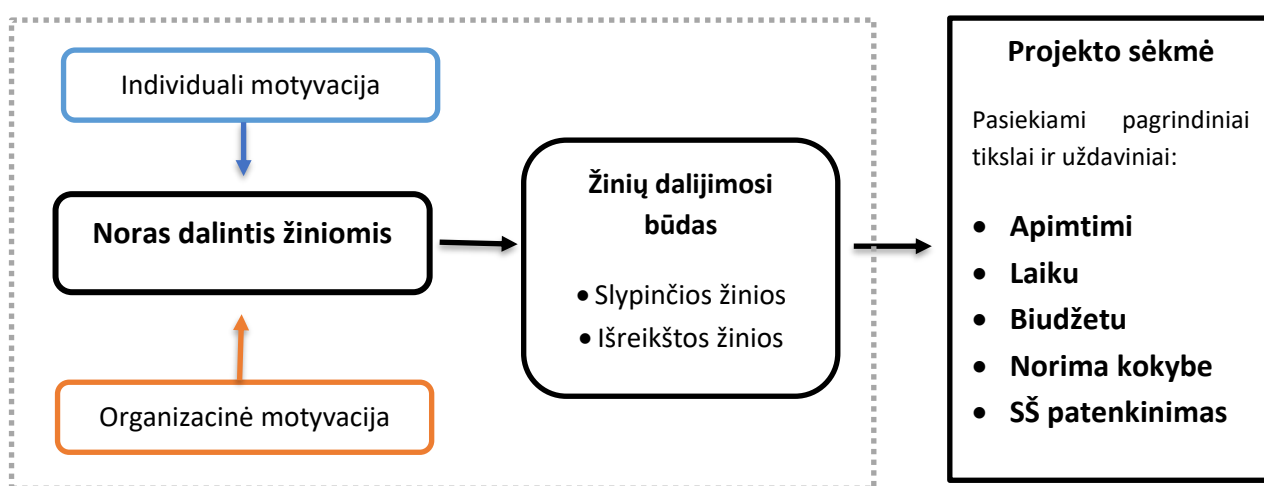 Individuali motyvacija
Noras dalintis žiniomis
Organizacinė motyvacija
Žinių dalijimosi
būdas
• Slypinčios žinios
• Išreikštos žinios
Projekto sėkmė
Pasiekiami pagrindiniai
tikslai ir uždaviniai:
• Apimtimi
• Laiku
• Biudžetu
• Norima kokybe
• SŠ patenkinimas